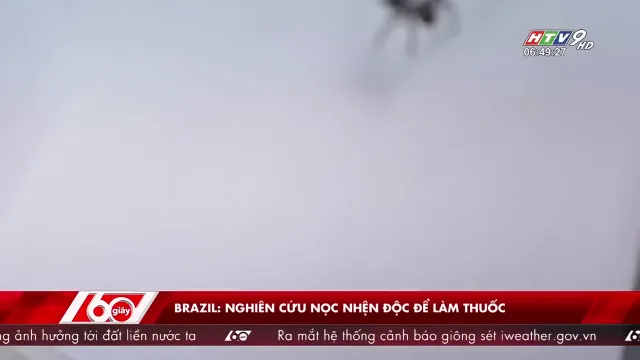 HTV9 HD
06:49:27
60 giây
BRAZIL: NGHIÊN CỨU NỌC NHỆN ĐỘC ĐỂ LÀM THUỐC
g ảnh hưởng tới đất liền nước ta 60 Ra mắt hệ thống cảnh báo giông sét iweather.gov.vn